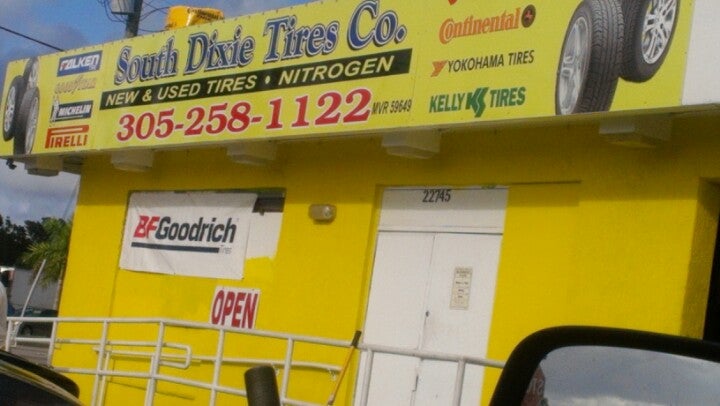 South Dixie Tires Co.
NEW & USED TIRES • NITROGEN
305-258-1122
MVR 59649
FALKEN
GOODYEAR
MICHELIN
PIRELLI
Continental
YOKOHAMA TIRES
KELLY TIRES
22745
BFGoodrich
Tires
OPEN